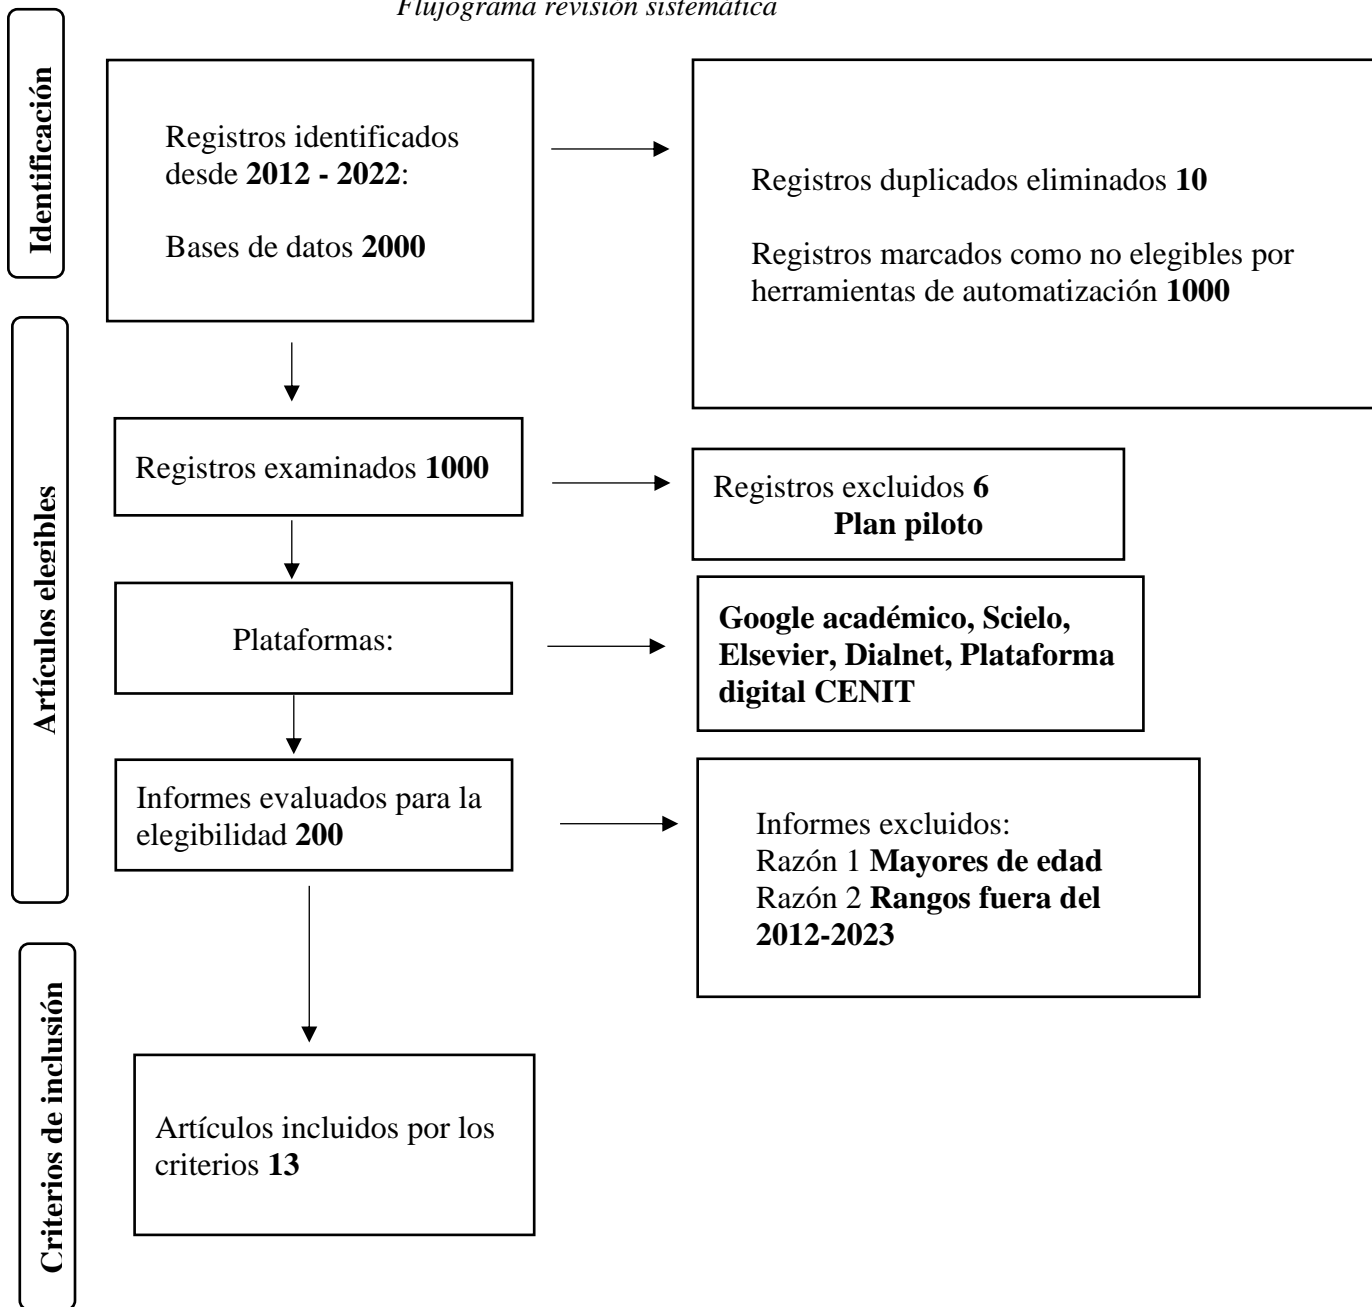 Flujograma revisión sistemática
Identificación
Registros identificados
desde 2012 - 2022:
Bases de datos 2000
Registros duplicados eliminados 10
Registros marcados como no elegibles por
herramientas de automatización 1000
Artículos elegibles
Registros examinados 1000
Registros excluidos 6
Plan piloto
Plataformas:
Google académico, Scielo,
Elsevier, Dialnet, Plataforma
digital CENIT
Informes evaluados para la
elegibilidad 200
Informes excluidos:
Razón 1 Mayores de edad
Razón 2 Rangos fuera del
2012-2023
Criterios de inclusión
Artículos incluidos por los
criterios 13